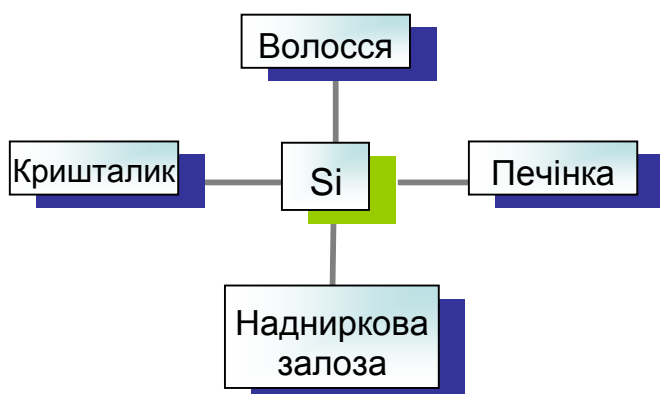 Волосся
Кришталик
Si
Печінка
Надниркова
залоза